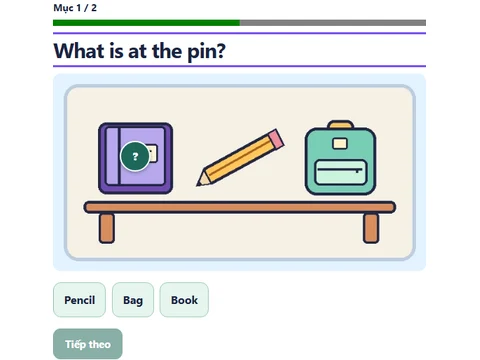 Mục 1 / 2
What is at the pin?
?
Pencil
Bag
Book
Tiếp theo